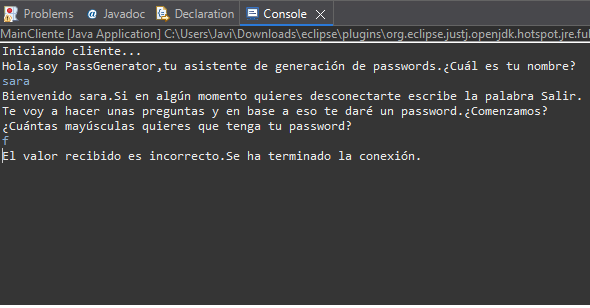 Problems @ Javadoc Declaration Console
MainCliente [Java Application] C:\Users\Javi\Downloads\eclipse\plugins\org.eclipse.justj.openjdk.hotspot.jre.ful
Iniciando cliente...
Hola,soy PassGenerator,tu asistente de generación de passwords.¿Cuál es tu nombre?
sara
Bienvenido sara.Si en algún momento quieres desconectarte escribe la palabra Salir.
Te voy a hacer unas preguntas y en base a eso te daré un password.¿Comenzamos?
¿Cuántas mayúsculas quieres que tenga tu password?
f
El valor recibido es incorrecto.Se ha terminado la conexión.